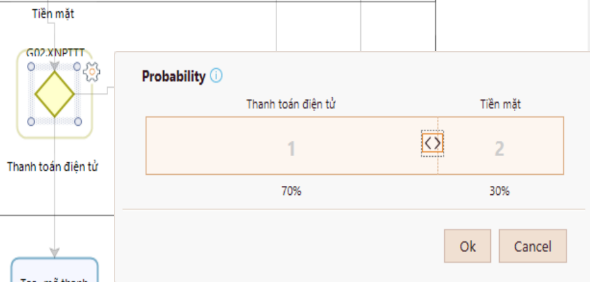 Tiền mặt
G02.XNPTTT
Probability
Thanh toán điện tử
Tiền mặt
1
2
70%
30%
Thanh toán điện tử
Ok
Cancel